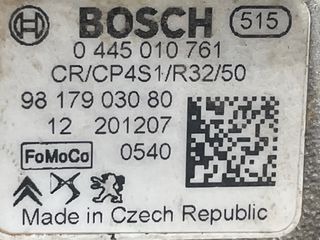 BOSCH 515
0 445 010 761
CR/CP4S1/R32/50
98 179 030 80
12 201207
FoMoCo 0540
Made in Czech Republic